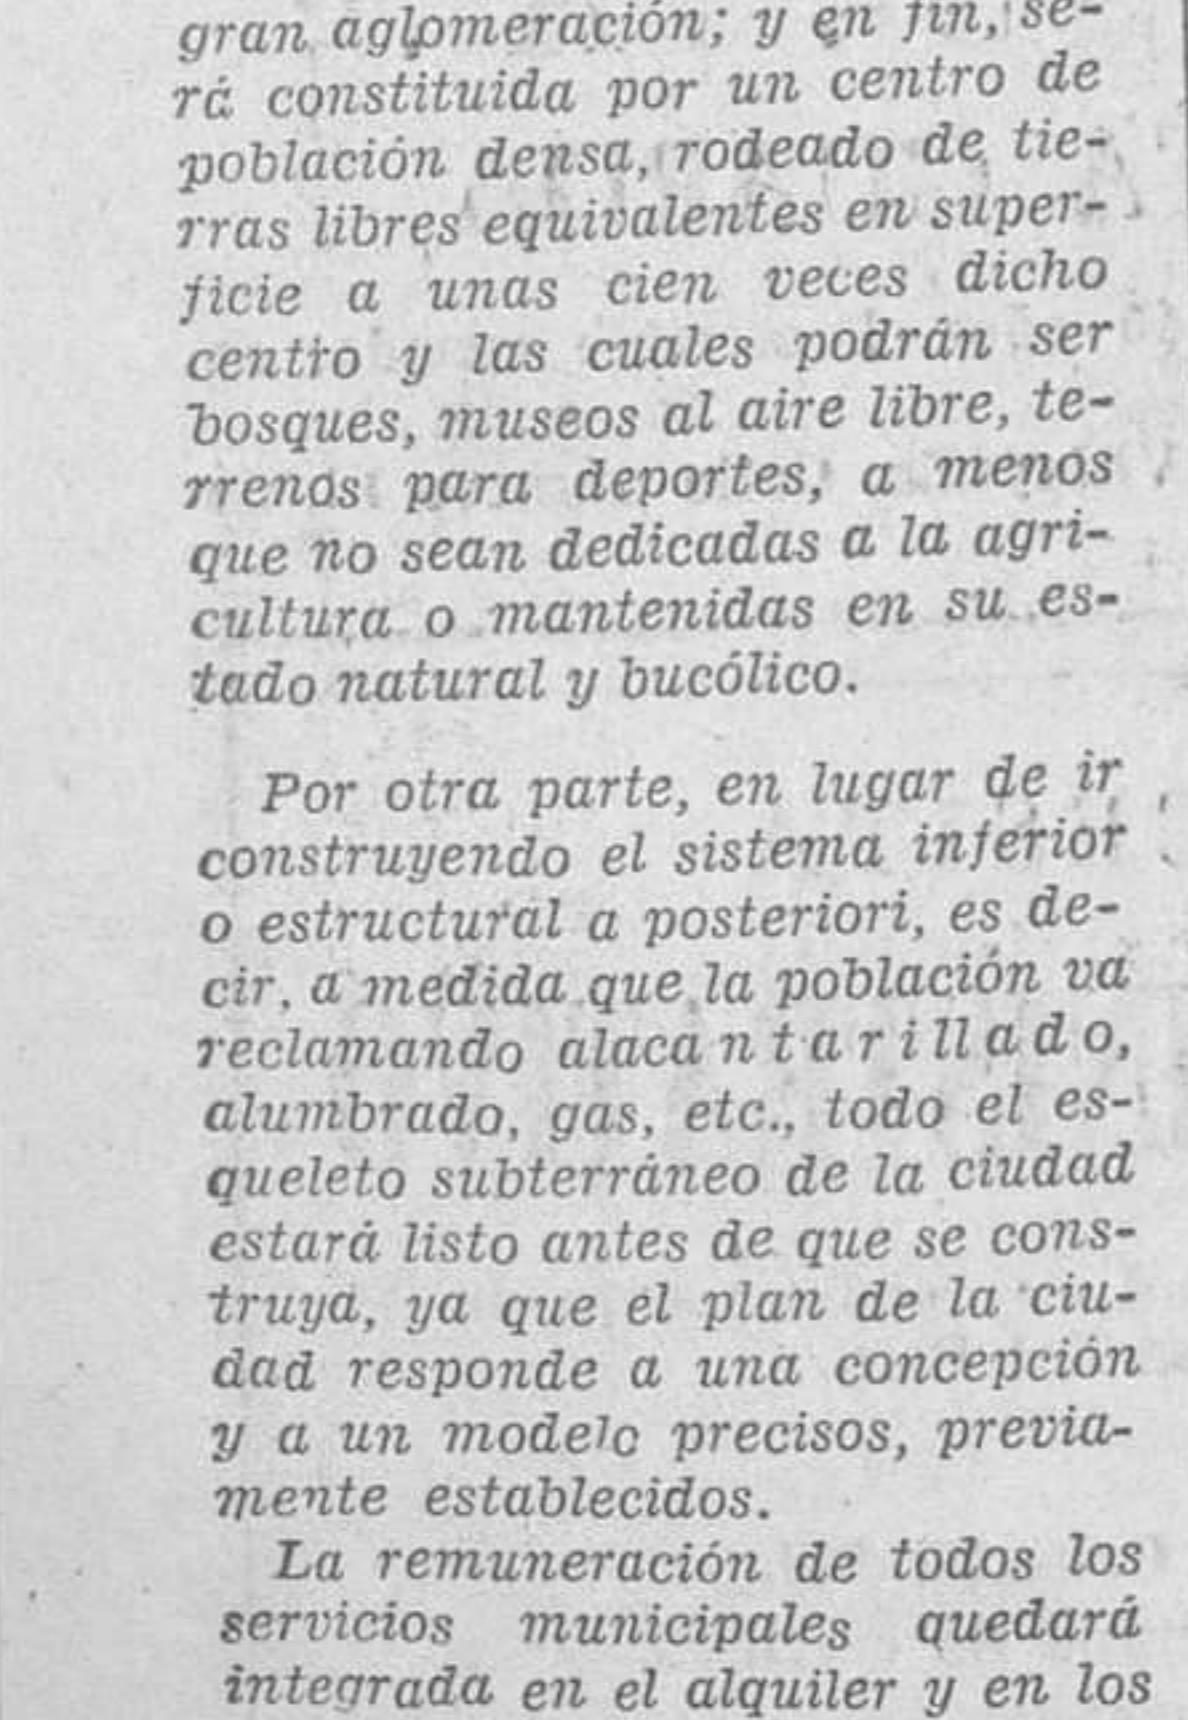 gran aglomeración; y en fin, se-
rá constituida por un centro de
población densa, rodeado de tie-
rras libres equivalentes en super-
ficie a unas cien veces dicho
centro y las cuales podrán ser
bosques, museos al aire libre, te-
rrenos para deportes, a menos
que no sean dedicadas a la agri-
cultura o mantenidas en su es-
tado natural y bucólico.
Por otra parte, en lugar de ir
construyendo el sistema inferior
o estructural a posteriori, es de-
cir, a medida que la población va
reclamando alacantarillado,
alumbrado, gas, etc., todo el es-
queleto subterráneo de la ciudad
estará listo antes de que se cons-
truya, ya que el plan de la ciu-
dad responde a una concepción
y a un modelo precisos, previa-
mente establecidos.
La remuneración de todos los
servicios municipales quedará
integrada en el alquiler y en los